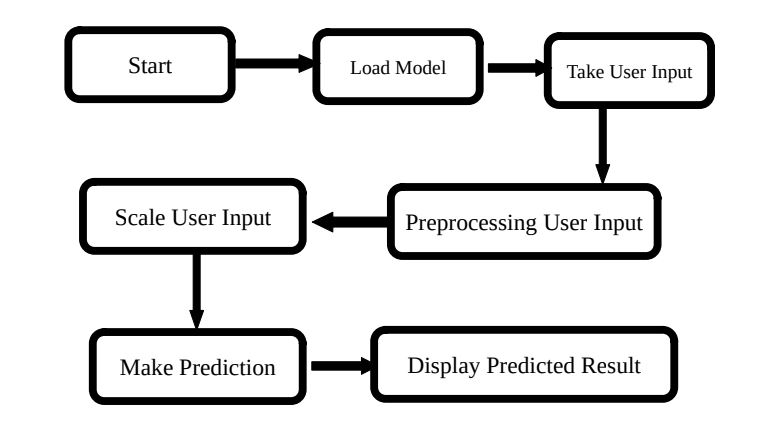 Start
Load Model
Take User Input
Preprocessing User Input
Scale User Input
Make Prediction
Display Predicted Result